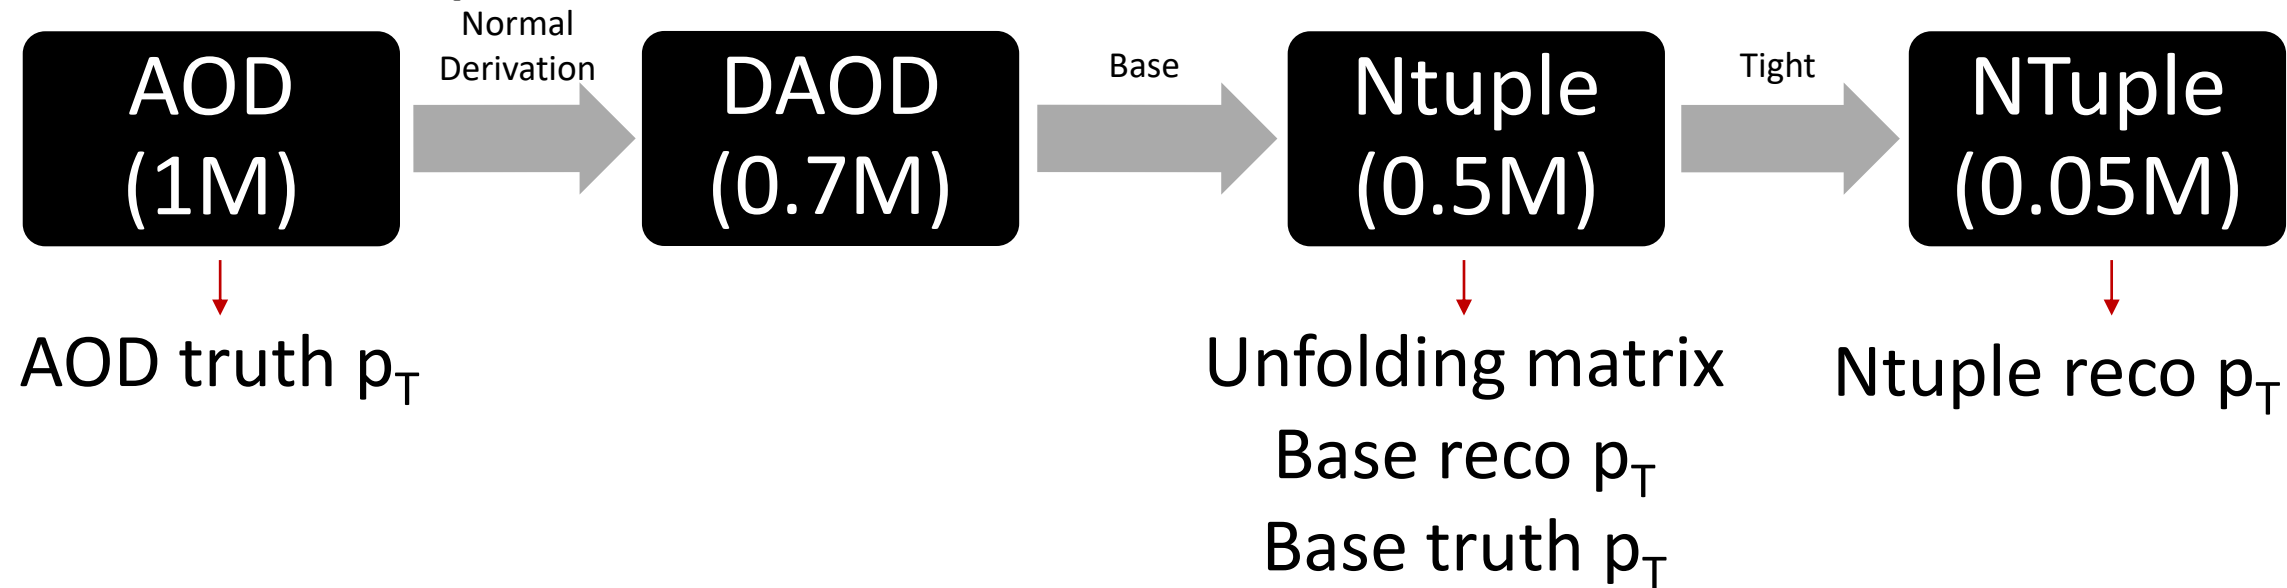 Normal
Derivation
Base
Tight
AOD
(1M)
DAOD
(0.7M)
Ntuple
(0.5M)
NTuple
(0.05M)
AOD truth pT
Unfolding matrix
Base reco pT
Base truth pT
Ntuple reco pT